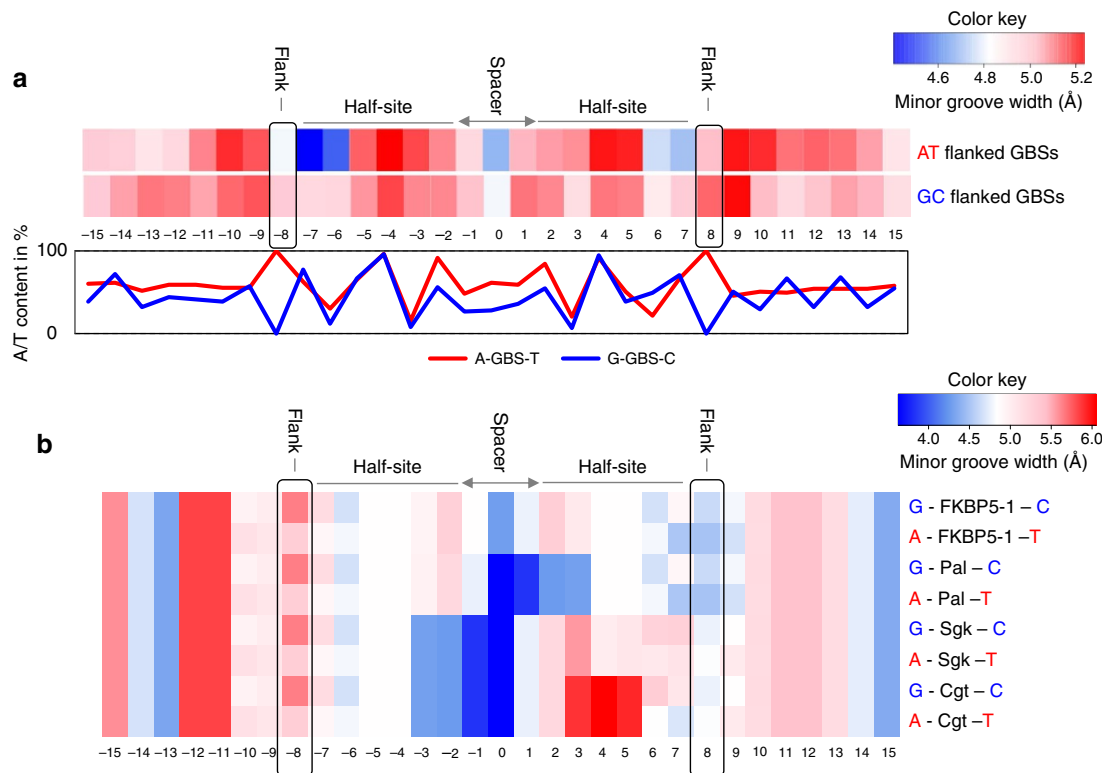 Color key
4.6 4.8 5.0 5.2
Minor groove width (Å)
a
Flank
Half-site
Spacer
Half-site
Flank
AT flanked GBSs
GC flanked GBSs
−15 −14 −13 −12 −11 −10 −9 −8 −7 −6 −5 −4 −3 −2 −1 0 1 2 3 4 5 6 7 8 9 10 11 12 13 14 15
A/T content in %
100
0
A-GBS-T G-GBS-C
Color key
4.0 4.5 5.0 5.5 6.0
Minor groove width (Å)
b
Flank
Half-site
Spacer
Half-site
Flank
G - FKBP5-1 – C
A - FKBP5-1 – T
G - Pal – C
A - Pal –T
G - Sgk – C
A - Sgk –T
G - Cgt – C
A - Cgt –T
−15 −14 −13 −12 −11 −10 −9 −8 −7 −6 −5 −4 −3 −2 −1 0 1 2 3 4 5 6 7 8 9 10 11 12 13 14 15